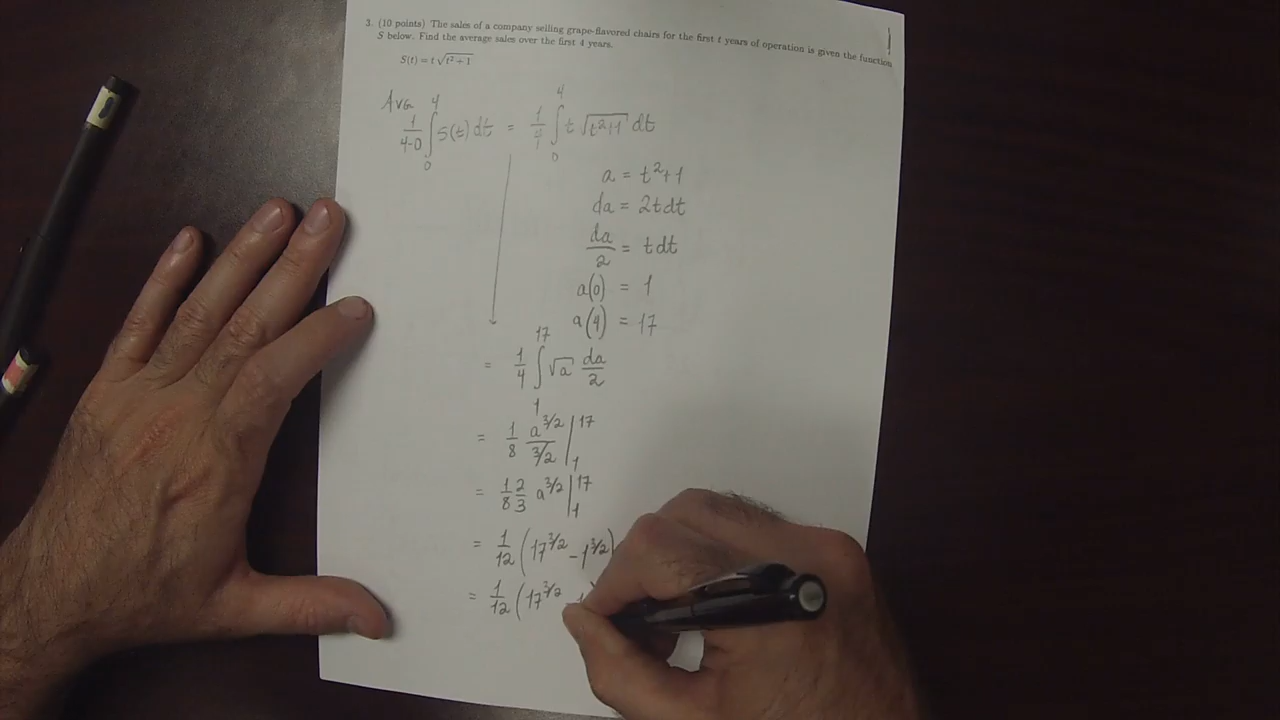 3. (10 points) The sales of a company selling grape-flavored chairs for the first t years of operation is given the function
S below. Find the average sales over the first 4 years.
S(t) = t√(t² + 1)
Avg
1/(4-0) ∫₀⁴ S(t) dt = 1/4 ∫₀⁴ t √(t²+1) dt
a = t²+1
da = 2t dt
da/2 = t dt
a(0) = 1
a(4) = 17
= 1/4 ∫₁¹⁷ √a da/2
= 1/8 a^(3/2)/(3/2) |₁¹⁷
= 1/8 2/3 a^(3/2) |₁¹⁷
= 1/12 (17^(3/2) - 1^(3/2))
= 1/12 (17^(3/2) - 1)